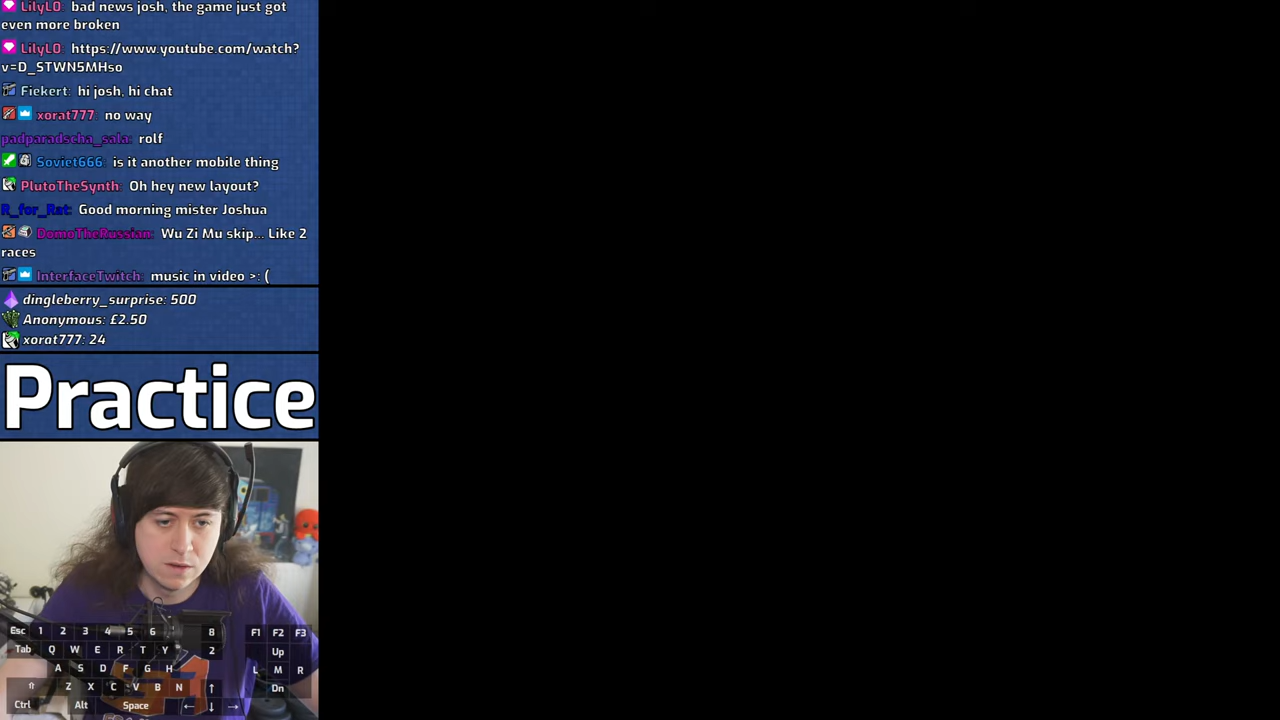 LilyLO: bad news josh, the game just got
even more broken
LilyLO: https://www.youtube.com/watch?
v=D_STWN5MHso
Fiekert: hi josh, hi chat
xorat777: no way
padparadscha_sala: rolf
Soviet666: is it another mobile thing
PlutoTheSynth: Oh hey new layout?
R_for_Rat: Good morning mister Joshua
DomoTheRussian: Wu Zi Mu skip... Like 2
races
InterfaceTwitch: music in video >: (
dingleberry_surprise: 500
Anonymous: £2.50
xorat777: 24
Practice
Esc 1 2 3 4 5 6 8 F1 F2 F3
Tab Q W E R T Y 2 Up
A S D F G H L M R
⇧ Z X C V B N ↑ Dn
Ctrl Alt Space ← ↓ →